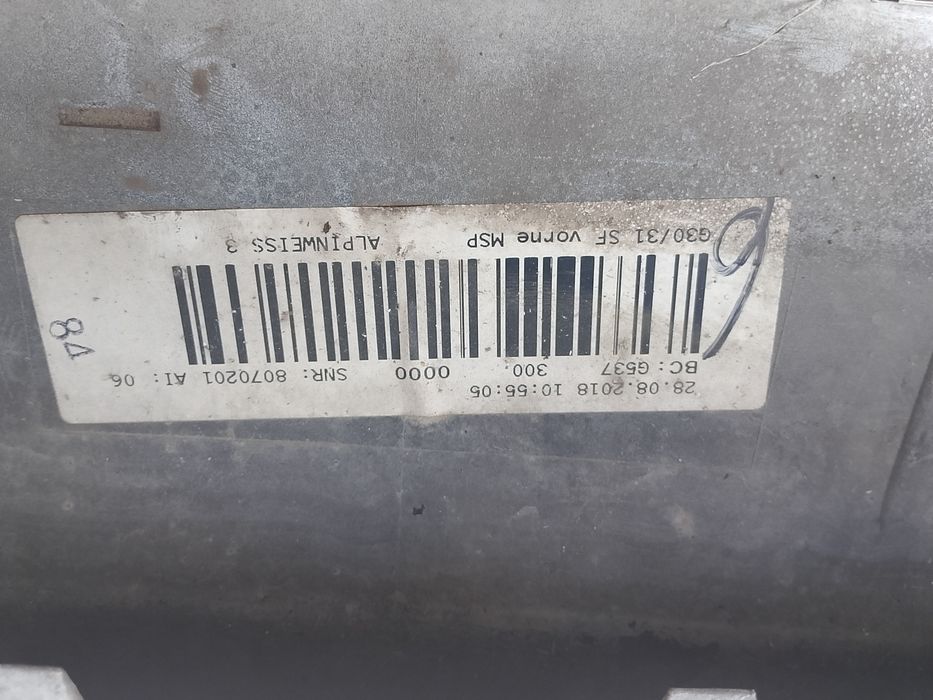 28.08.2018 10:55:05
BC: G537 300 0000 SNR: 8070201 AI: 06
G30/31 SF vorne MSP ALPINWEISS 3
84